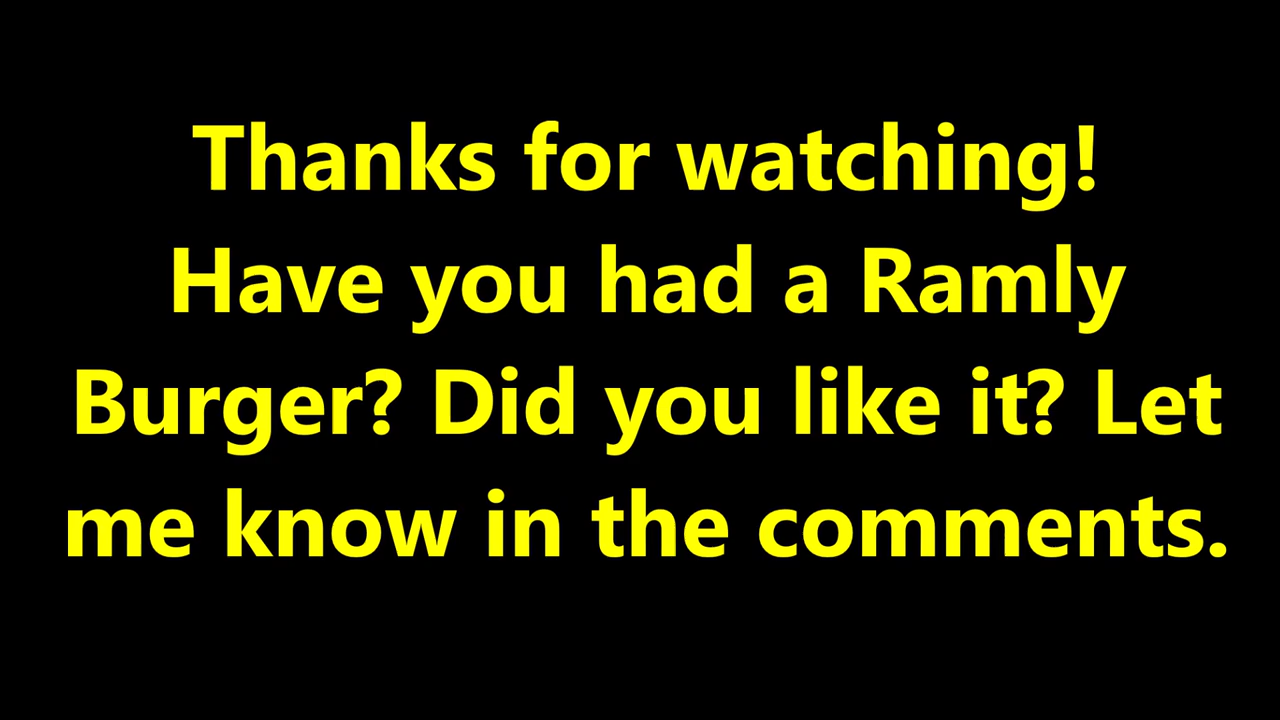 Thanks for watching!
Have you had a Ramly
Burger? Did you like it? Let
me know in the comments.